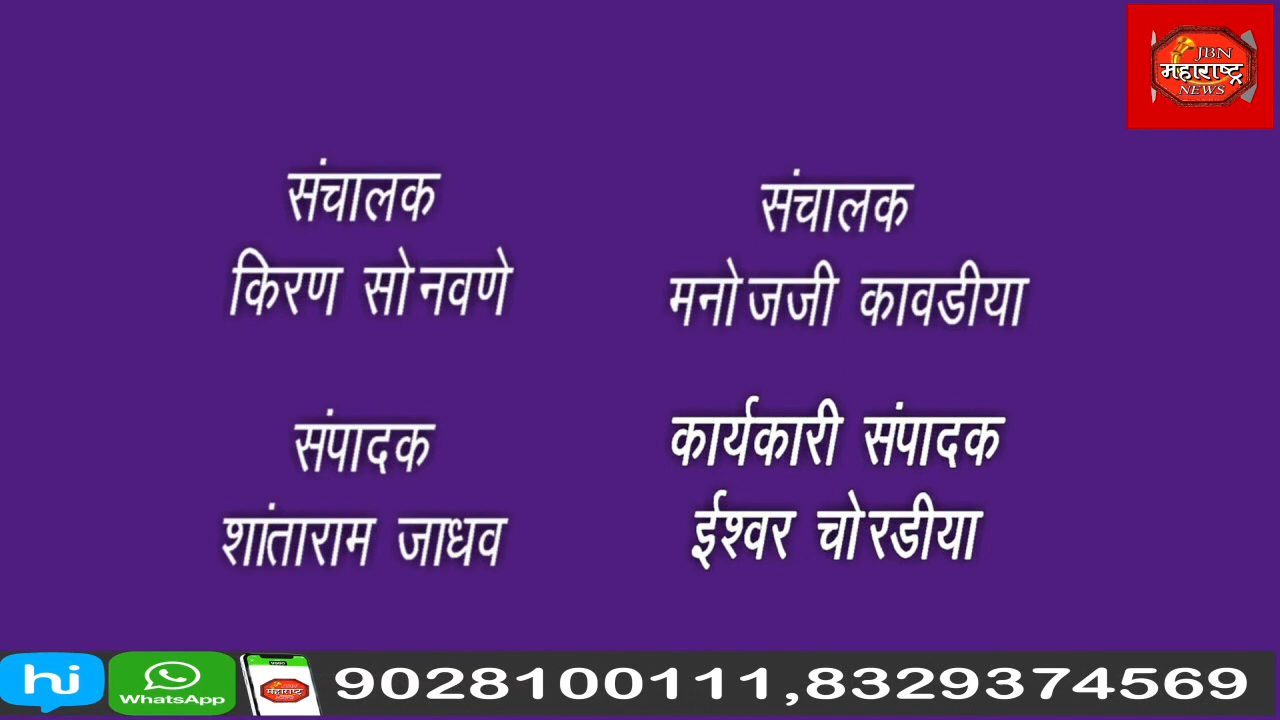 JBN
महाराष्ट्र
NEWS
संचालक
किरण सोनवणे
संचालक
मनोजजी कावडीया
संपादक
शांताराम जाधव
कार्यकारी संपादक
ईश्वर चोरडीया
hi
WhatsApp
महाराष्ट्र
9028100111,8329374569